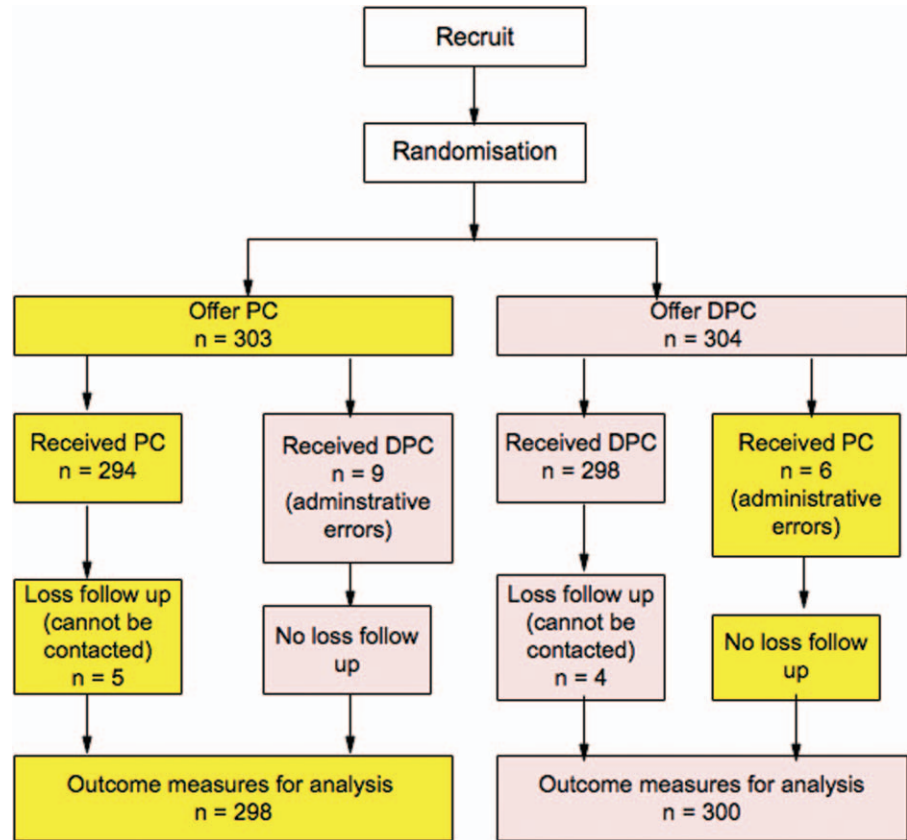 Recruit
Randomisation
Offer PC
n = 303
Offer DPC
n = 304
Received PC
n = 294
Received DPC
n = 9
(adminstrative
errors)
Received DPC
n = 298
Received PC
n = 6
(administrative
errors)
Loss follow up
(cannot be
contacted)
n = 5
No loss follow
up
Loss follow up
(cannot be
contacted)
n = 4
No loss follow
up
Outcome measures for analysis
n = 298
Outcome measures for analysis
n = 300